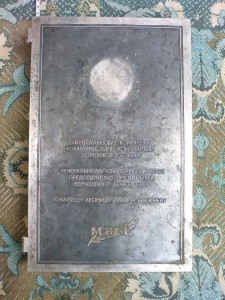 ЦЕНТРАЛЬНОМУ КОМИТЕТУ
КОММУНИСТИЧЕСКОЙ ПАРТИИ
СОВЕТСКОГО СОЮЗА
ГЕНЕРАЛЬНОМУ СЕКРЕТАРЮ ЦК КПСС
ПРЕДСЕДАТЕЛЮ ПРЕЗИДИУМА
ВЕРХОВНОГО СОВЕТА СССР
ТОВАРИЩУ ЛЕОНИДУ ИЛЬИЧУ БРЕЖНЕВУ